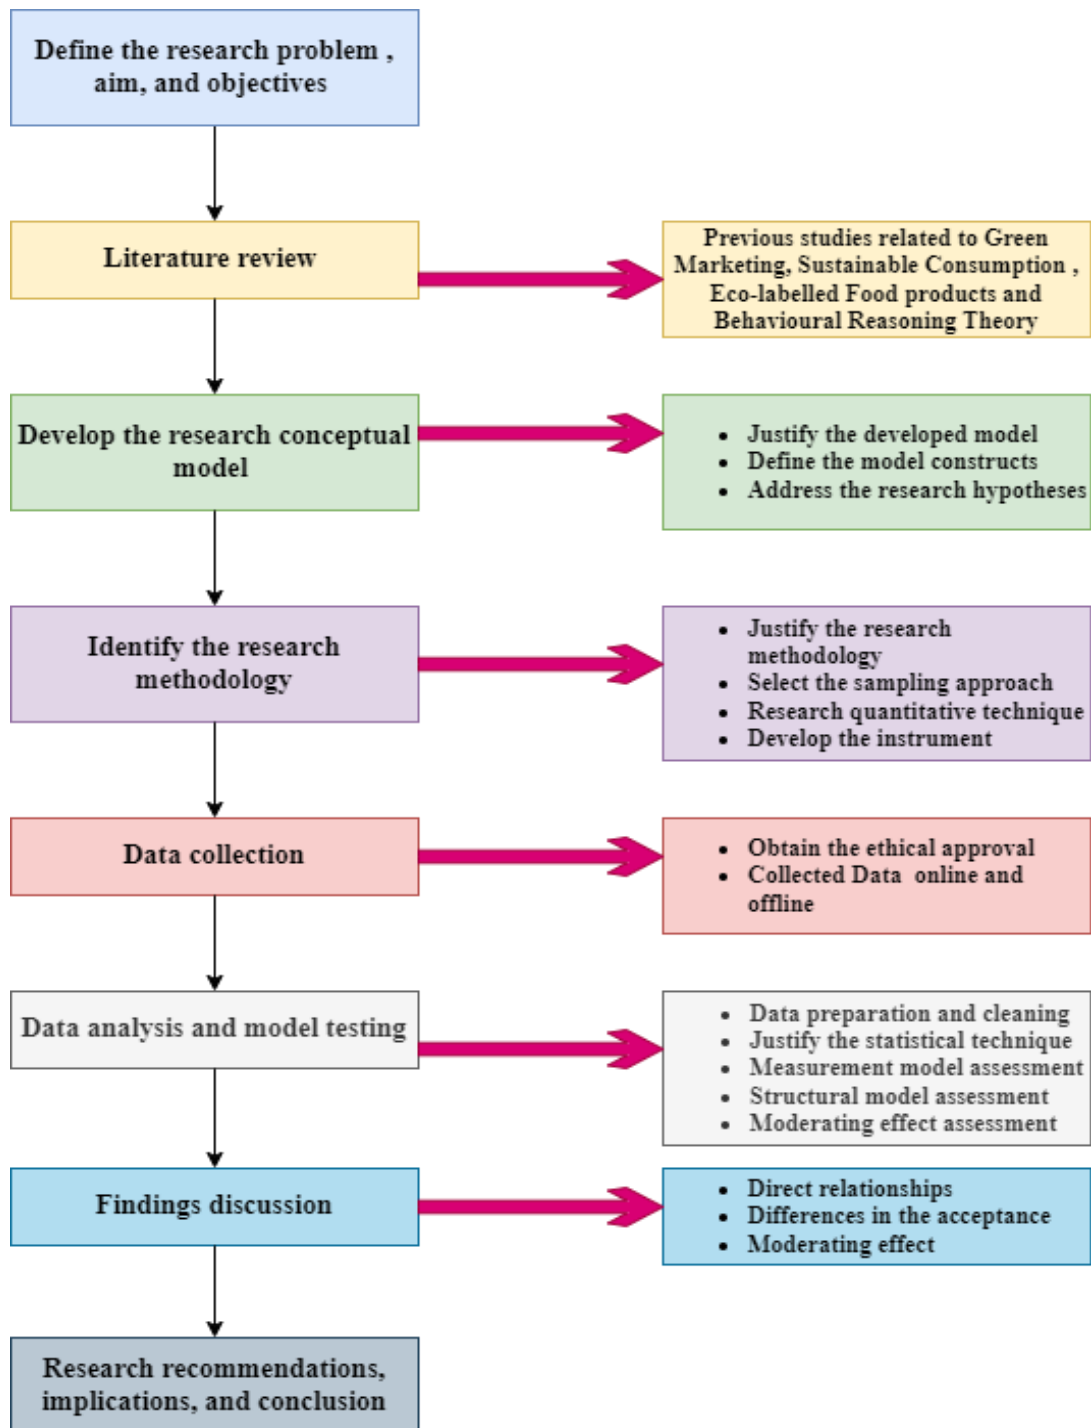 Define the research problem ,
aim, and objectives
Literature review
Previous studies related to Green
Marketing, Sustainable Consumption ,
Eco-labelled Food products and
Behavioural Reasoning Theory
Develop the research conceptual
model
• Justify the developed model
• Define the model constructs
• Address the research hypotheses
Identify the research
methodology
• Justify the research
methodology
• Select the sampling approach
• Research quantitative technique
• Develop the instrument
Data collection
• Obtain the ethical approval
• Collected Data online and
offline
Data analysis and model testing
• Data preparation and cleaning
• Justify the statistical technique
• Measurement model assessment
• Structural model assessment
• Moderating effect assessment
Findings discussion
• Direct relationships
• Differences in the acceptance
• Moderating effect
Research recommendations,
implications, and conclusion